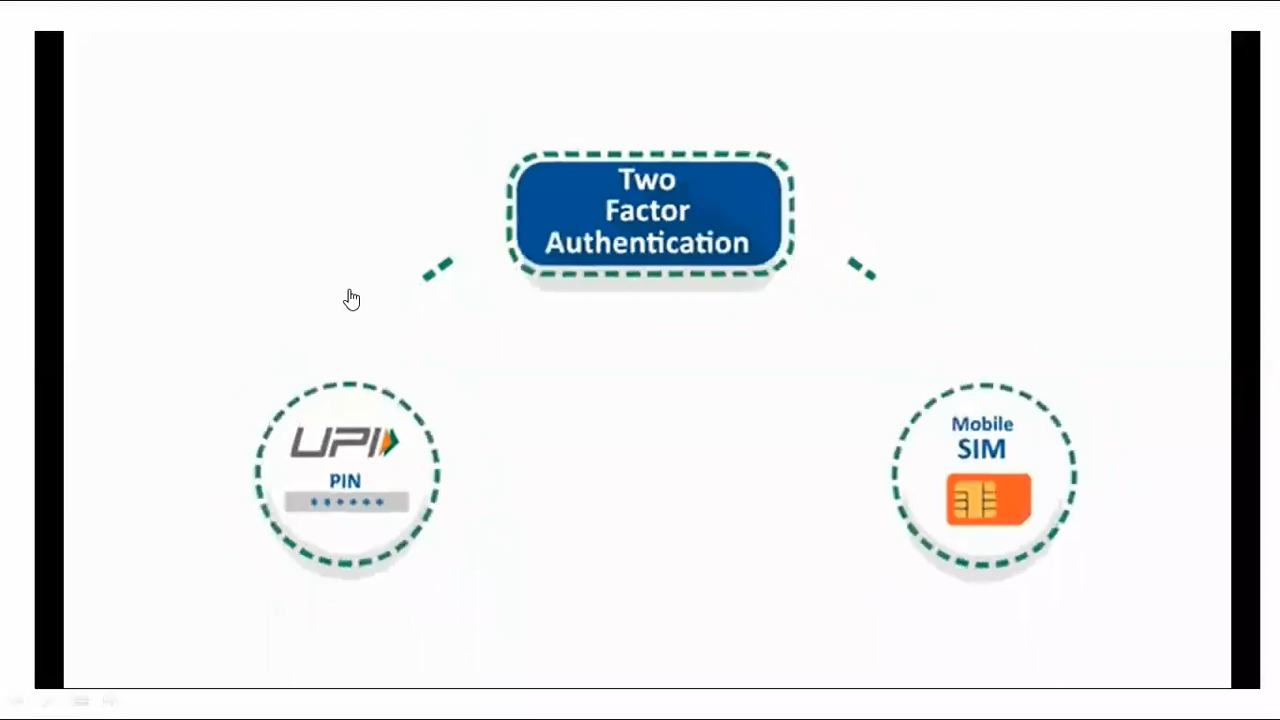 Two
Factor
Authentication
UPI
PIN
******
Mobile
SIM